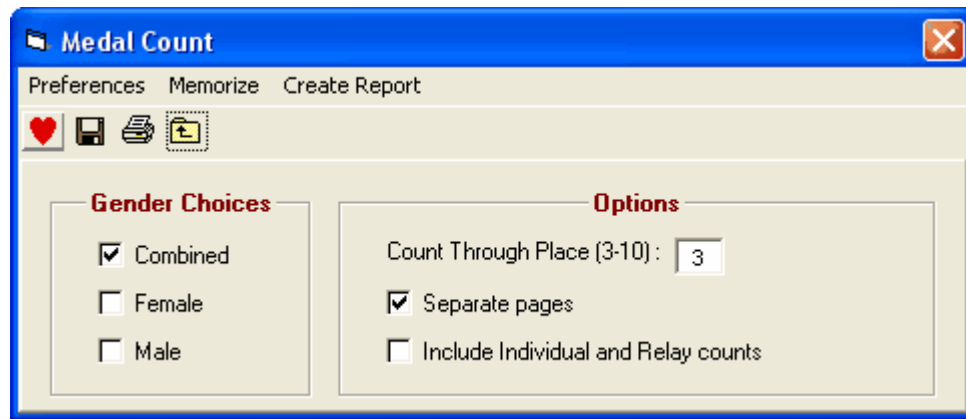 Medal Count
Preferences Memorize Create Report
Gender Choices
Combined
Female
Male
Options
Count Through Place (3-10) : 3
Separate pages
Include Individual and Relay counts